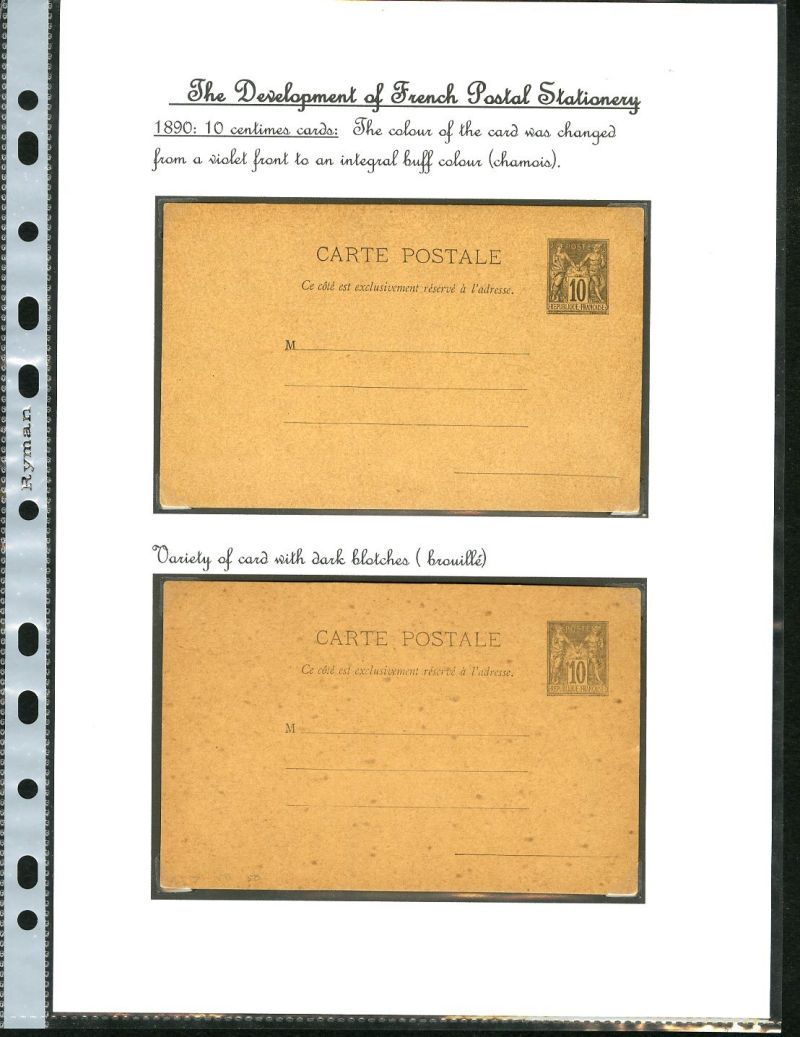 The Development of French Postal Stationery
1890: 10 centimes cards: The colour of the card was changed
from a violet front to an integral buff colour (chamois).
CARTE POSTALE
Ce côté est exclusivement réservé à l'adresse.
POSTES
10
REPUBLIQUE FRANÇAISE
M
Variety of card with dark blotches ( brouillé)
CARTE POSTALE
Ce côté est exclusivement réservé à l'adresse.
POSTES
10
REPUBLIQUE FRANÇAISE
M
Ryman